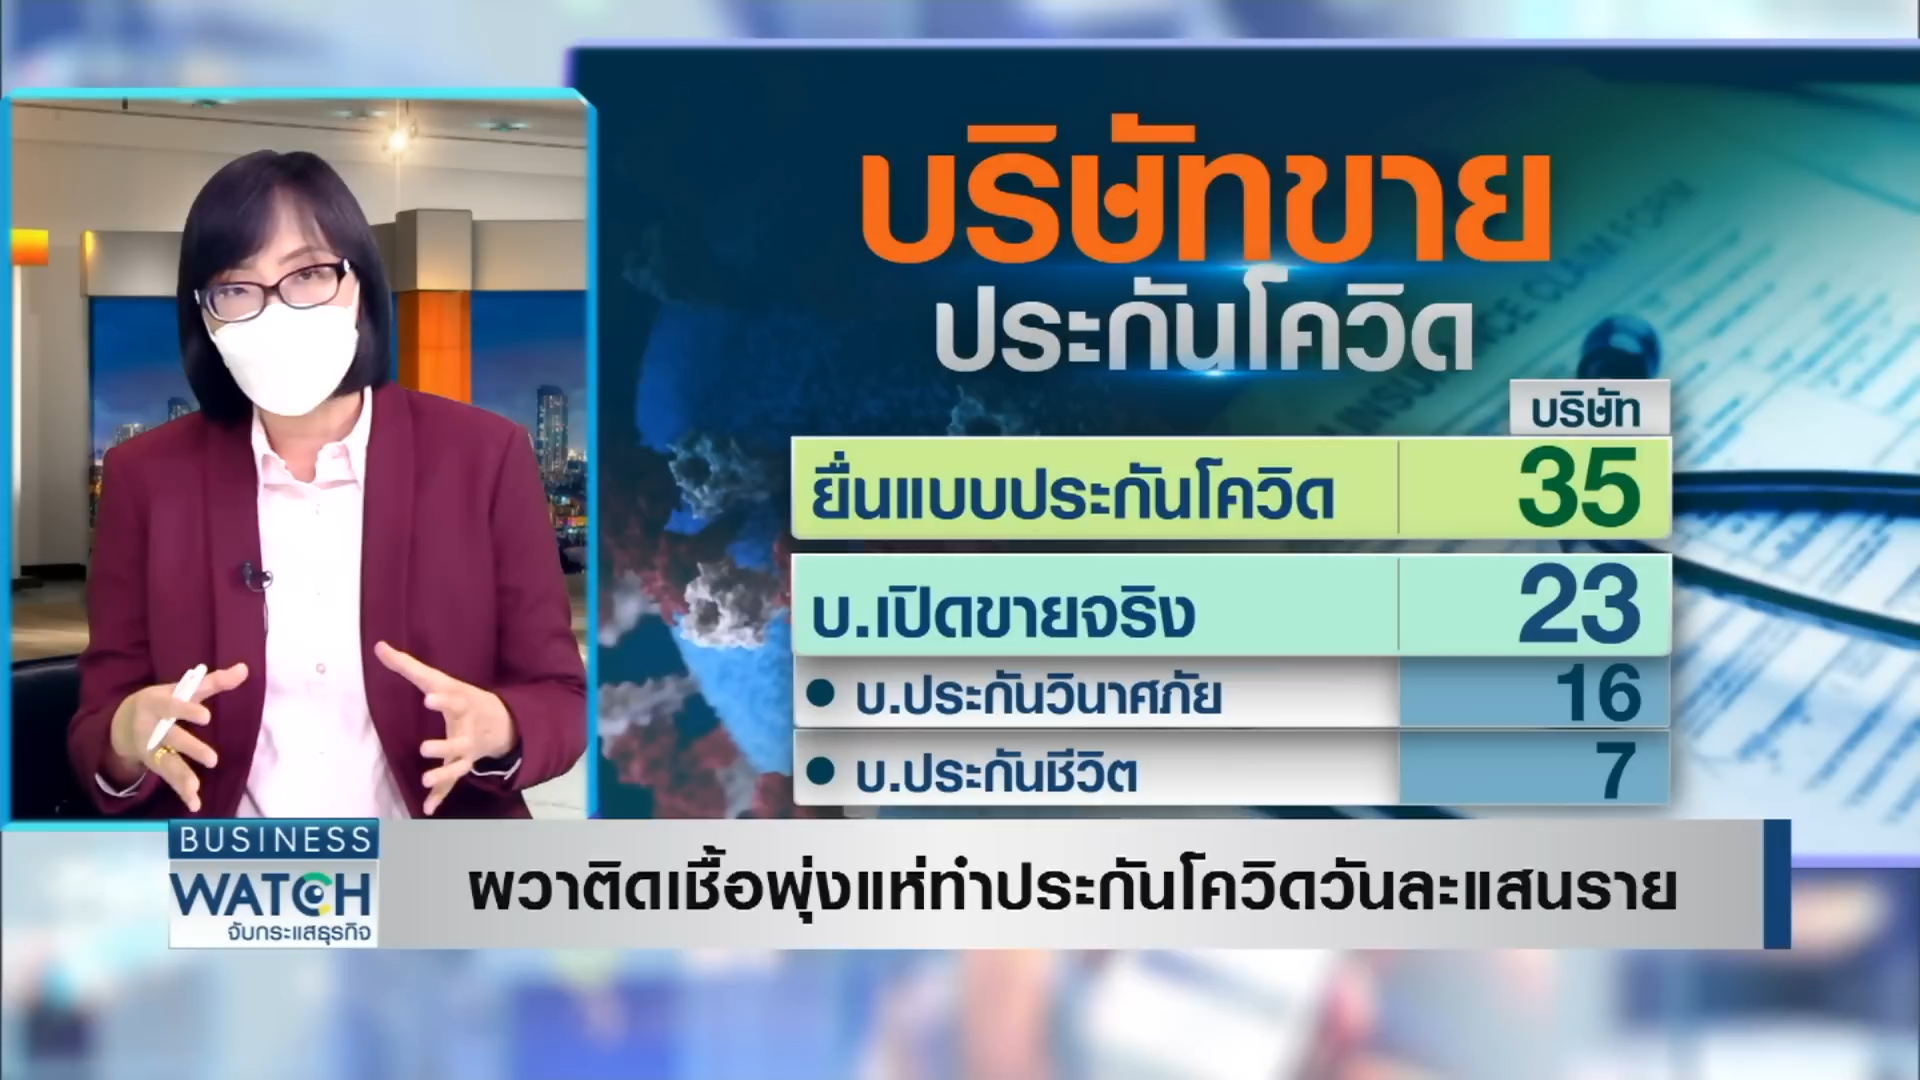 บริษัทขาย
ประกันโควิด
บริษัท
ยื่นแบบประกันโควิด 35
บ.เปิดขายจริง 23
• บ.ประกันวินาศภัย 16
• บ.ประกันชีวิต 7
BUSINESS
WATCH
จับกระแสธุรกิจ
ผวาติดเชื้อพุ่งแห่ทำประกันโควิดวันละแสนราย
INSURANCE CLAIM FORM